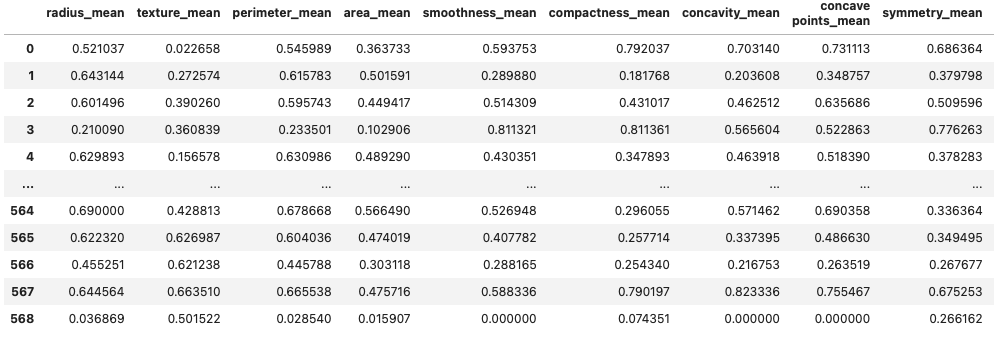 radius_mean texture_mean perimeter_mean area_mean smoothness_mean compactness_mean concavity_mean concave points_mean symmetry_mean
0 0.521037 0.022658 0.545989 0.363733 0.593753 0.792037 0.703140 0.731113 0.686364
1 0.643144 0.272574 0.615783 0.501591 0.289880 0.181768 0.203608 0.348757 0.379798
2 0.601496 0.390260 0.595743 0.449417 0.514309 0.431017 0.462512 0.635686 0.509596
3 0.210090 0.360839 0.233501 0.102906 0.811321 0.811361 0.565604 0.522863 0.776263
4 0.629893 0.156578 0.630986 0.489290 0.430351 0.347893 0.463918 0.518390 0.378283
... ... ... ... ... ... ... ... ... ...
564 0.690000 0.428813 0.678668 0.566490 0.526948 0.296055 0.571462 0.690358 0.336364
565 0.622320 0.626987 0.604036 0.474019 0.407782 0.257714 0.337395 0.486630 0.349495
566 0.455251 0.621238 0.445788 0.303118 0.288165 0.254340 0.216753 0.263519 0.267677
567 0.644564 0.663510 0.665538 0.475716 0.588336 0.790197 0.823336 0.755467 0.675253
568 0.036869 0.501522 0.028540 0.015907 0.000000 0.074351 0.000000 0.000000 0.266162